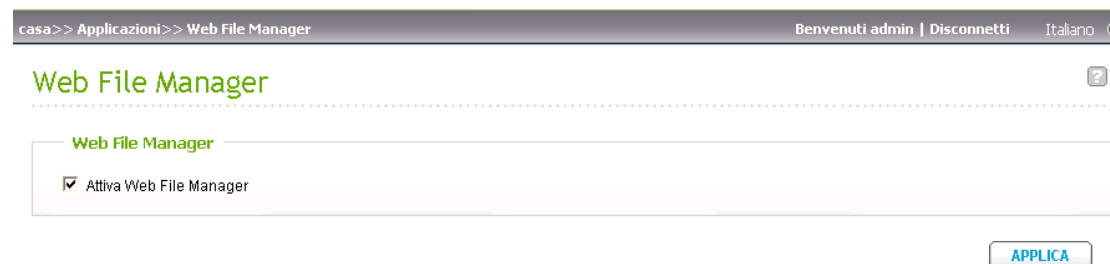 casa>> Applicazioni>> Web File Manager Benvenuti admin | Disconnetti Italiano
Web File Manager
?
Web File Manager
Attiva Web File Manager
APPLICA